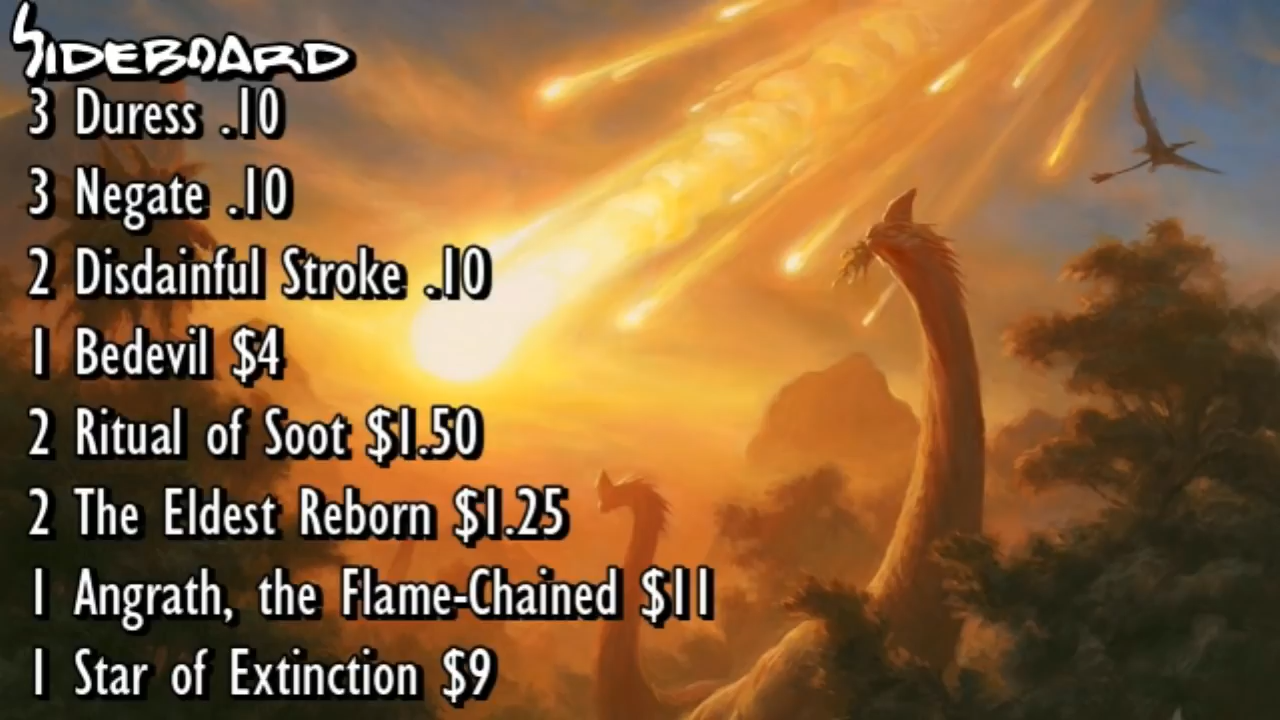 Sideboard
3 Duress .10
3 Negate .10
2 Disdainful Stroke .10
1 Bedevil $4
2 Ritual of Soot $1.50
2 The Eldest Reborn $1.25
1 Angrath, the Flame-Chained $11
1 Star of Extinction $9